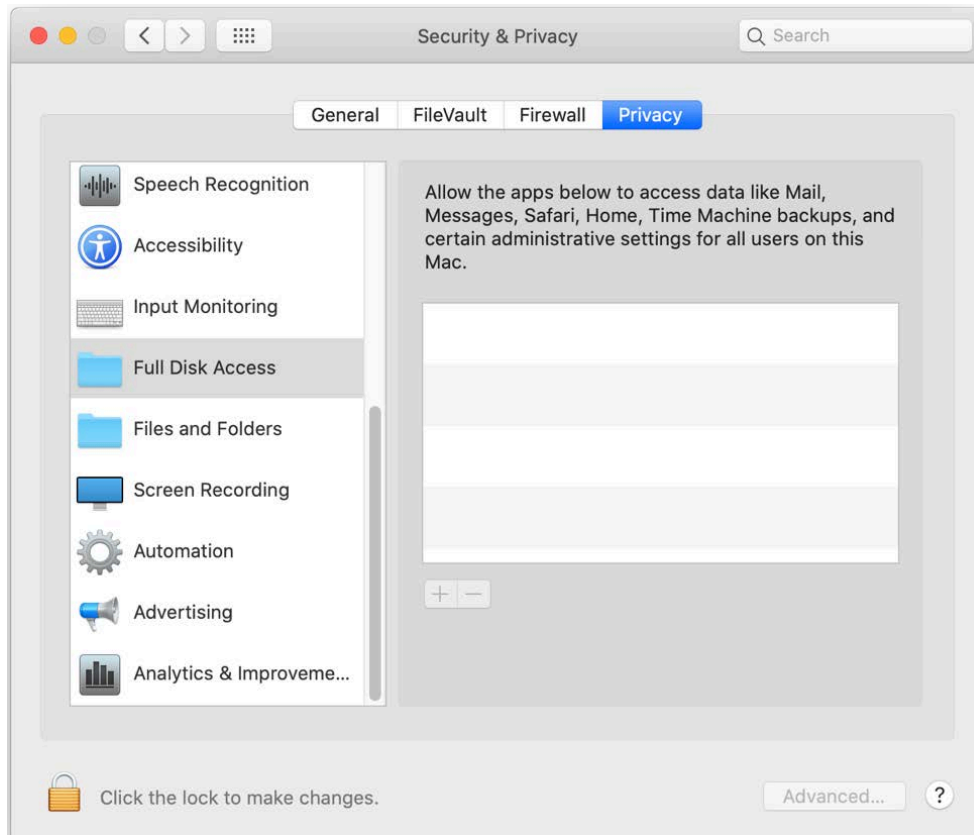 Security & Privacy
Search
General
FileVault
Firewall
Privacy
Speech Recognition
Accessibility
Input Monitoring
Full Disk Access
Files and Folders
Screen Recording
Automation
Advertising
Analytics & Improveme...
Allow the apps below to access data like Mail,
Messages, Safari, Home, Time Machine backups, and
certain administrative settings for all users on this
Mac.
+ −
Click the lock to make changes.
Advanced...
?